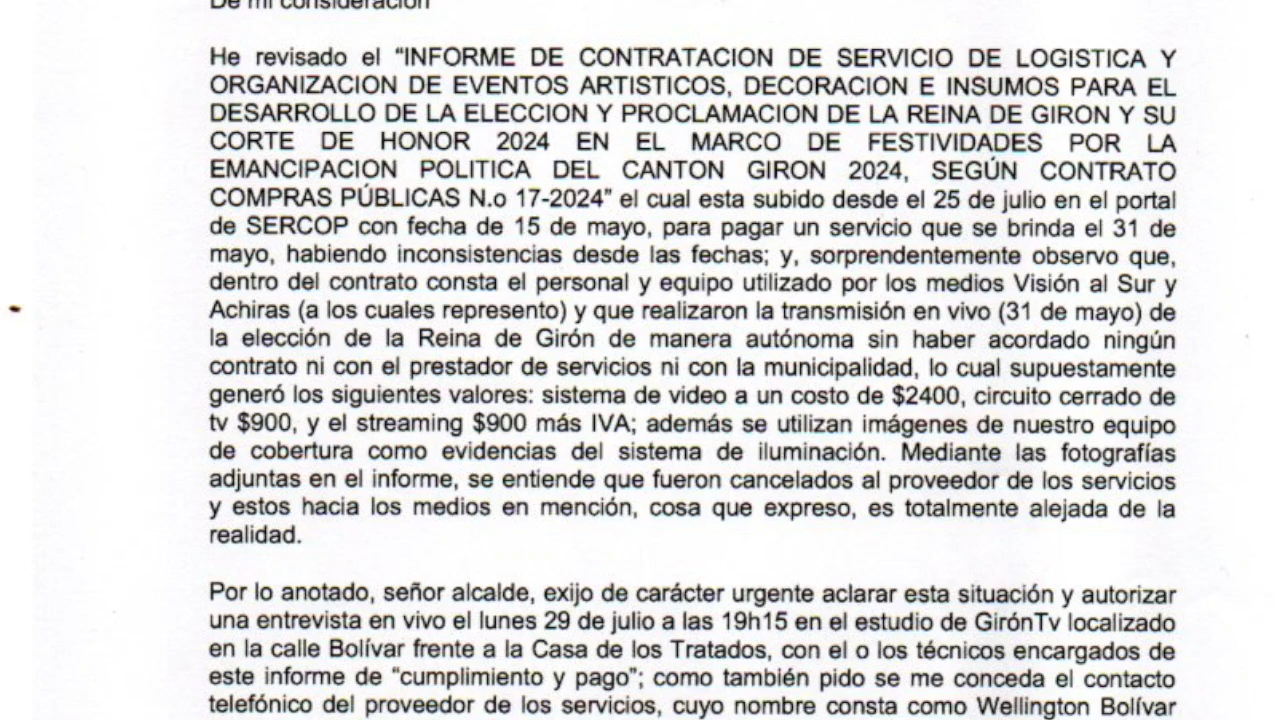 De mi consideración
He revisado el “INFORME DE CONTRATACION DE SERVICIO DE LOGISTICA Y
ORGANIZACION DE EVENTOS ARTISTICOS, DECORACION E INSUMOS PARA EL
DESARROLLO DE LA ELECCION Y PROCLAMACION DE LA REINA DE GIRON Y SU
CORTE DE HONOR 2024 EN EL MARCO DE FESTIVIDADES POR LA
EMANCIPACION POLITICA DEL CANTON GIRON 2024, SEGÚN CONTRATO
COMPRAS PÚBLICAS N.o 17-2024” el cual esta subido desde el 25 de julio en el portal
de SERCOP con fecha de 15 de mayo, para pagar un servicio que se brinda el 31 de
mayo, habiendo inconsistencias desde las fechas; y, sorprendentemente observo que,
dentro del contrato consta el personal y equipo utilizado por los medios Visión al Sur y
Achiras (a los cuales represento) y que realizaron la transmisión en vivo (31 de mayo) de
la elección de la Reina de Girón de manera autónoma sin haber acordado ningún
contrato ni con el prestador de servicios ni con la municipalidad, lo cual supuestamente
generó los siguientes valores: sistema de video a un costo de $2400, circuito cerrado de
tv $900, y el streaming $900 más IVA; además se utilizan imágenes de nuestro equipo
de cobertura como evidencias del sistema de iluminación. Mediante las fotografías
adjuntas en el informe, se entiende que fueron cancelados al proveedor de los servicios
y estos hacia los medios en mención, cosa que expreso, es totalmente alejada de la
realidad.
Por lo anotado, señor alcalde, exijo de carácter urgente aclarar esta situación y autorizar
una entrevista en vivo el lunes 29 de julio a las 19h15 en el estudio de GirónTv localizado
en la calle Bolívar frente a la Casa de los Tratados, con el o los técnicos encargados de
este informe de “cumplimiento y pago”; como también pido se me conceda el contacto
telefónico del proveedor de los servicios, cuyo nombre consta como Wellington Bolívar